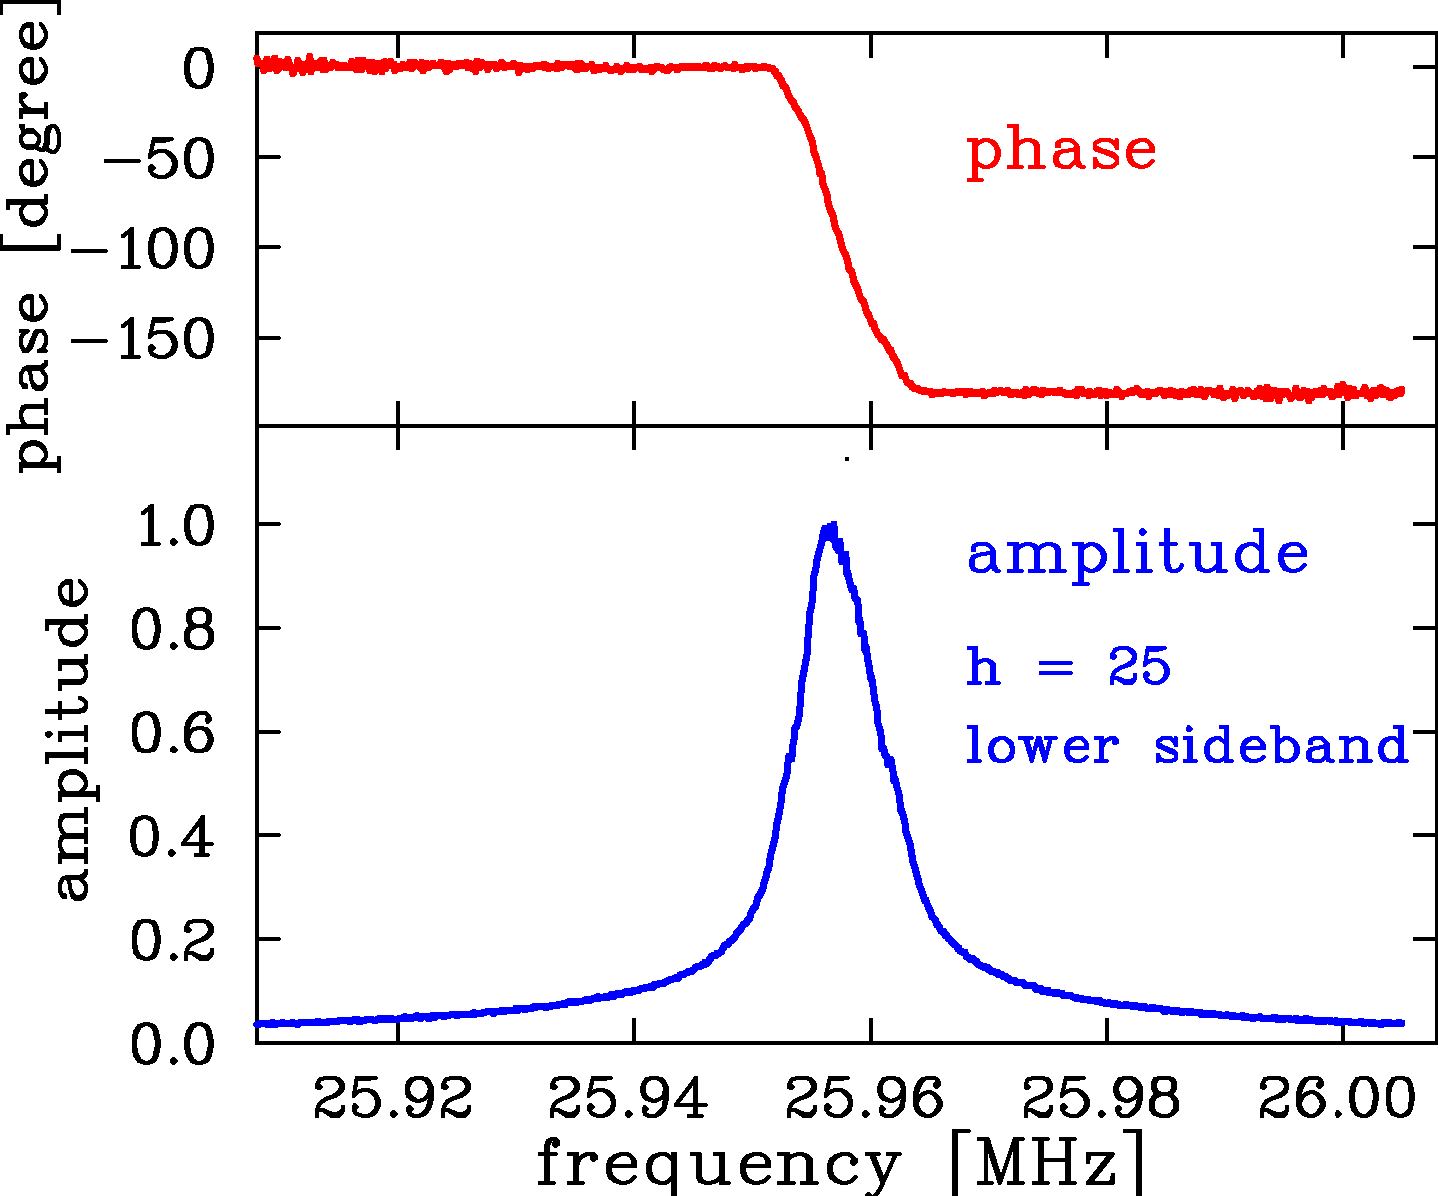 phase [degree]
0
−50
−100
−150
phase
amplitude
1.0
0.8
0.6
0.4
0.2
0.0
amplitude
h = 25
lower sideband
25.92 25.94 25.96 25.98 26.00
frequency [MHz]